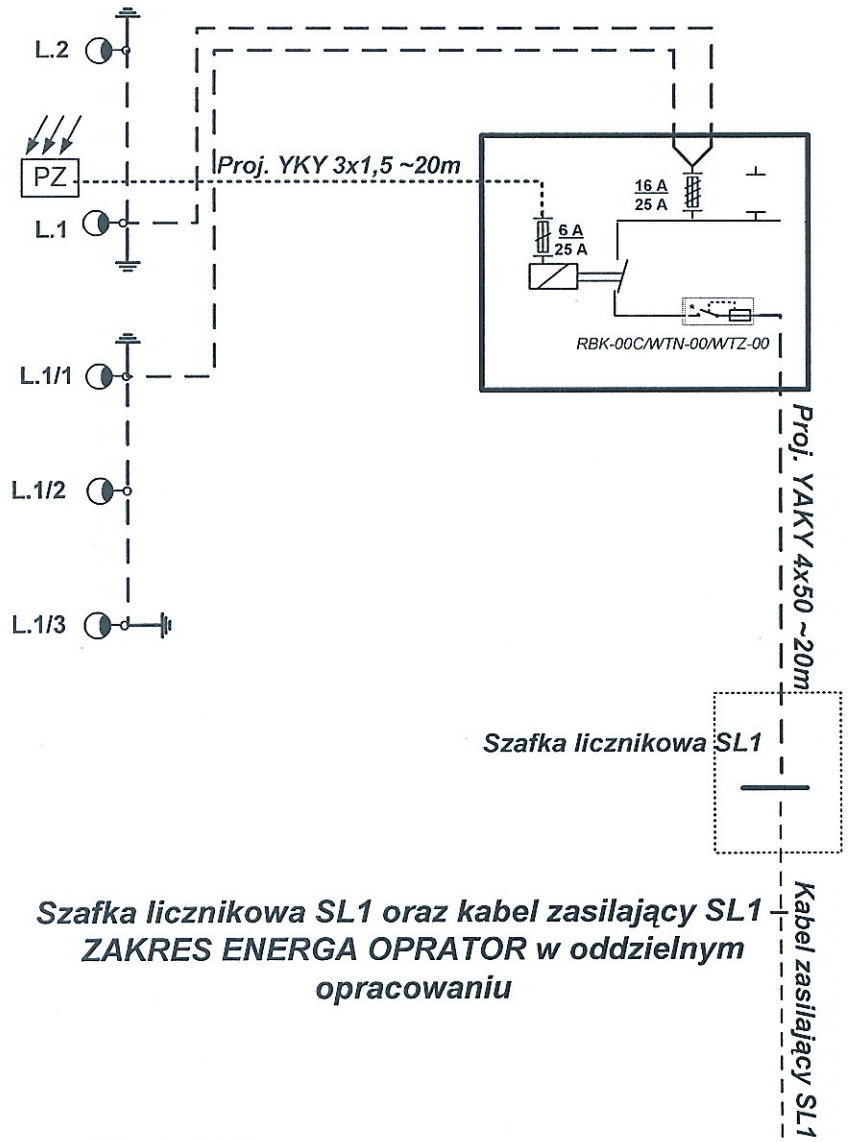 L.2
PZ
Proj. YKY 3x1,5 ~20m
16 A
25 A
L.1
6 A
25 A
*
RBK-00C/WTN-00/WTZ-00
L.1/1
Proj. YAKY 4x50 ~20m
L.1/2
L.1/3
Szafka licznikowa SL1
Szafka licznikowa SL1 oraz kabel zasilający SL1
ZAKRES ENERGA OPRATOR w oddzielnym
opracowaniu
Kabel zasilający SL1